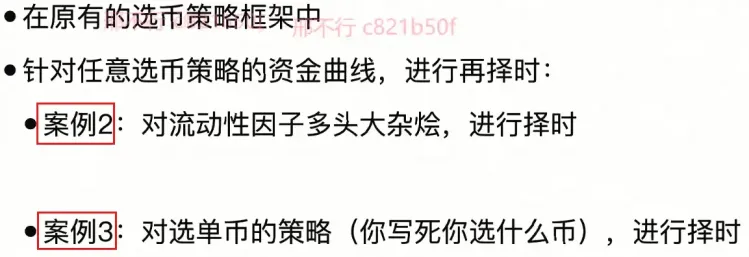 • 在原有的选币策略框架中
邢不行 c821b50f
• 针对任意选币策略的资金曲线，进行再择时：
• 案例2：对流动性因子多头大杂烩，进行择时
• 案例3：对选单币的策略（你写死你选什么币），进行择时